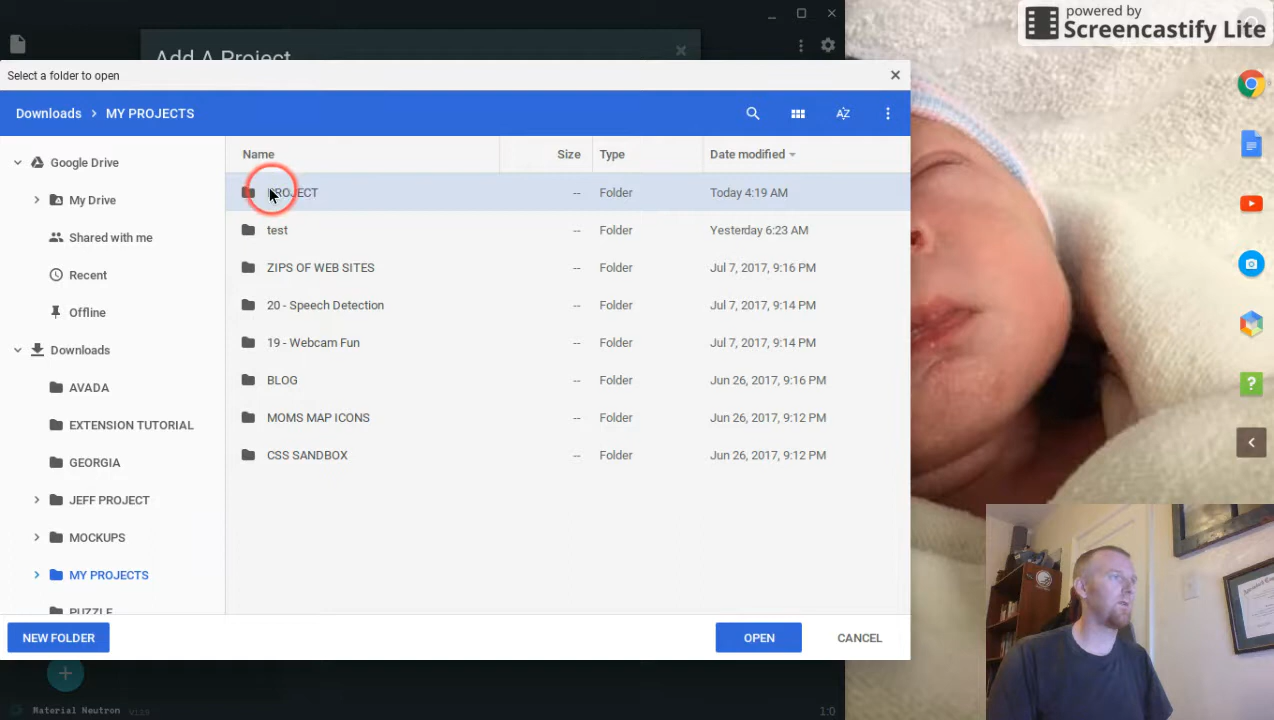 powered by
Screencastify Lite
Add A Project
Select a folder to open
Downloads > MY PROJECTS
Name Size Type Date modified
Google Drive
My Drive
Shared with me
Recent
Offline
Downloads
AVADA
EXTENSION TUTORIAL
GEORGIA
JEFF PROJECT
MOCKUPS
MY PROJECTS
PUZZLE
PROJECT -- Folder Today 4:19 AM
test -- Folder Yesterday 6:23 AM
ZIPS OF WEB SITES -- Folder Jul 7, 2017, 9:16 PM
20 - Speech Detection -- Folder Jul 7, 2017, 9:14 PM
19 - Webcam Fun -- Folder Jul 7, 2017, 9:14 PM
BLOG -- Folder Jun 26, 2017, 9:16 PM
MOMS MAP ICONS -- Folder Jun 26, 2017, 9:12 PM
CSS SANDBOX -- Folder Jun 26, 2017, 9:12 PM
NEW FOLDER OPEN CANCEL
Material Neutron
1:0